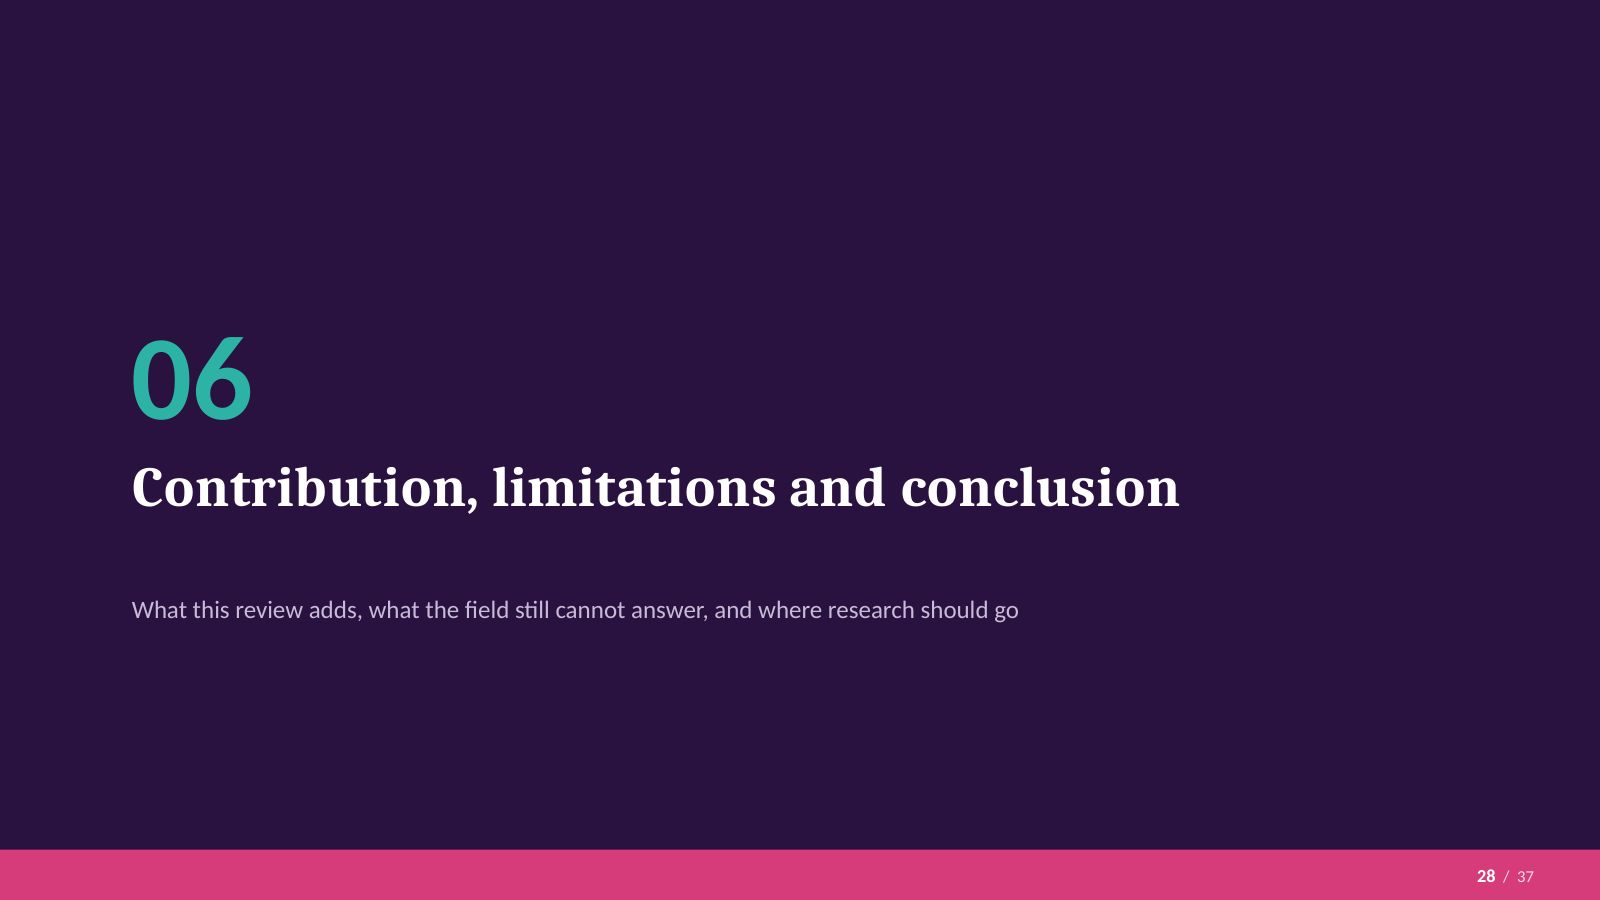 06
Contribution, limitations and conclusion
What this review adds, what the field still cannot answer, and where research should go
28 / 37